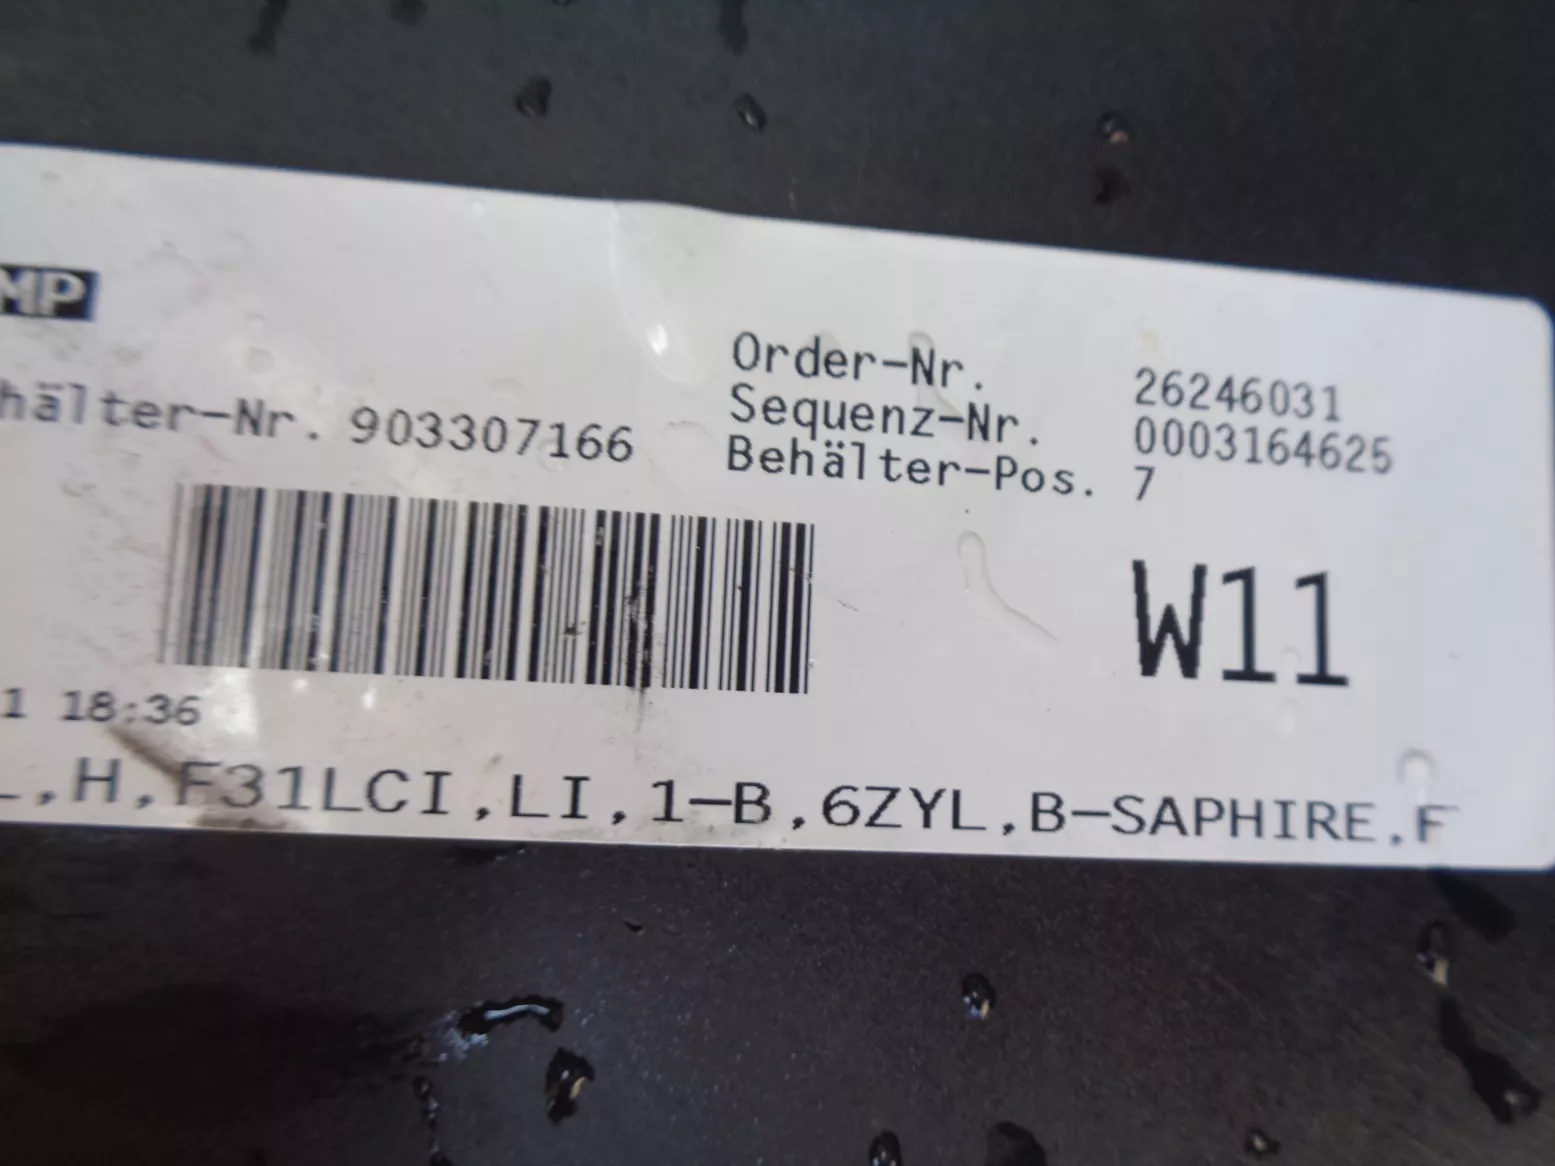 MP
hälter-Nr. 903307166
Order-Nr. 26246031
Sequenz-Nr. 0003164625
Behälter-Pos. 7
W11
1 18:36
,H,F31LCI,LI,1-B,6ZYL,B-SAPHIRE,F